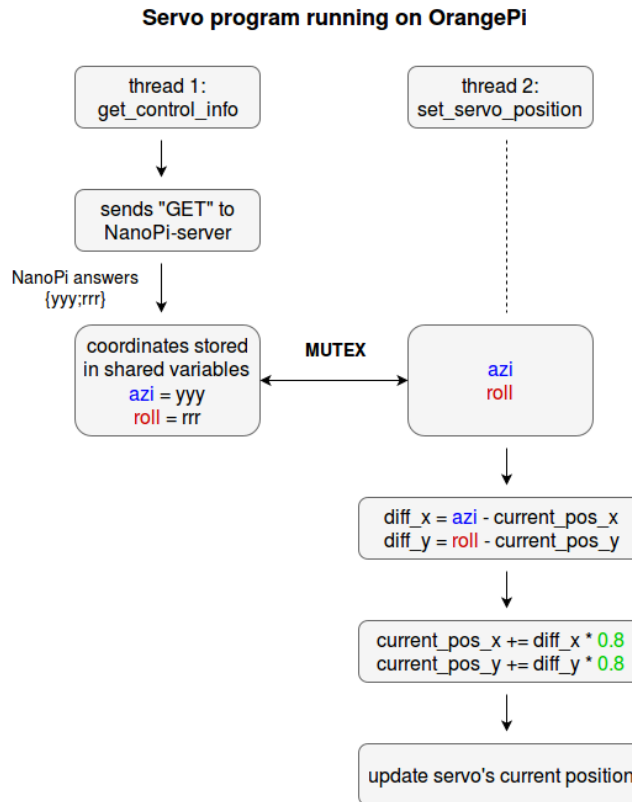 Servo program running on OrangePi
thread 1:
get_control_info
thread 2:
set_servo_position
sends "GET" to
NanoPi-server
NanoPi answers
{yyy;rrr}
coordinates stored
in shared variables
azi = yyy
roll = rrr
MUTEX
azi
roll
diff_x = azi - current_pos_x
diff_y = roll - current_pos_y
current_pos_x += diff_x * 0.8
current_pos_y += diff_y * 0.8
update servo's current position